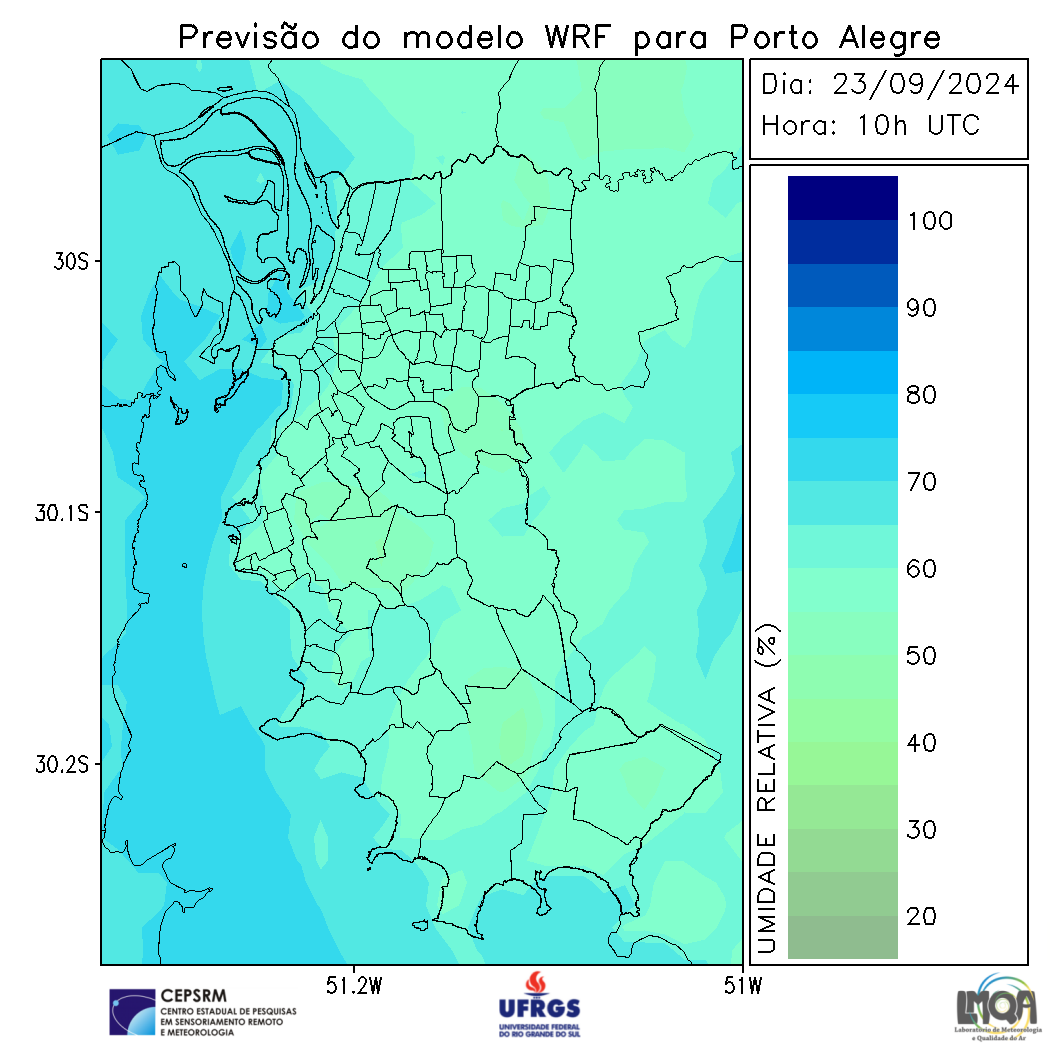 Previsão do modelo WRF para Porto Alegre
Dia: 23/09/2024
Hora: 10h UTC
100
90
80
70
60
50
40
30
20
UMIDADE RELATIVA (%)
30S
30.1S
30.2S
51.2W
51W
CEPSRM
CENTRO ESTADUAL DE PESQUISAS
EM SENSORIAMENTO REMOTO
E METEOROLOGIA
UFRGS
UNIVERSIDADE FEDERAL
DO RIO GRANDE DO SUL
LMQA
Laboratório de Meteorologia
e Qualidade do Ar